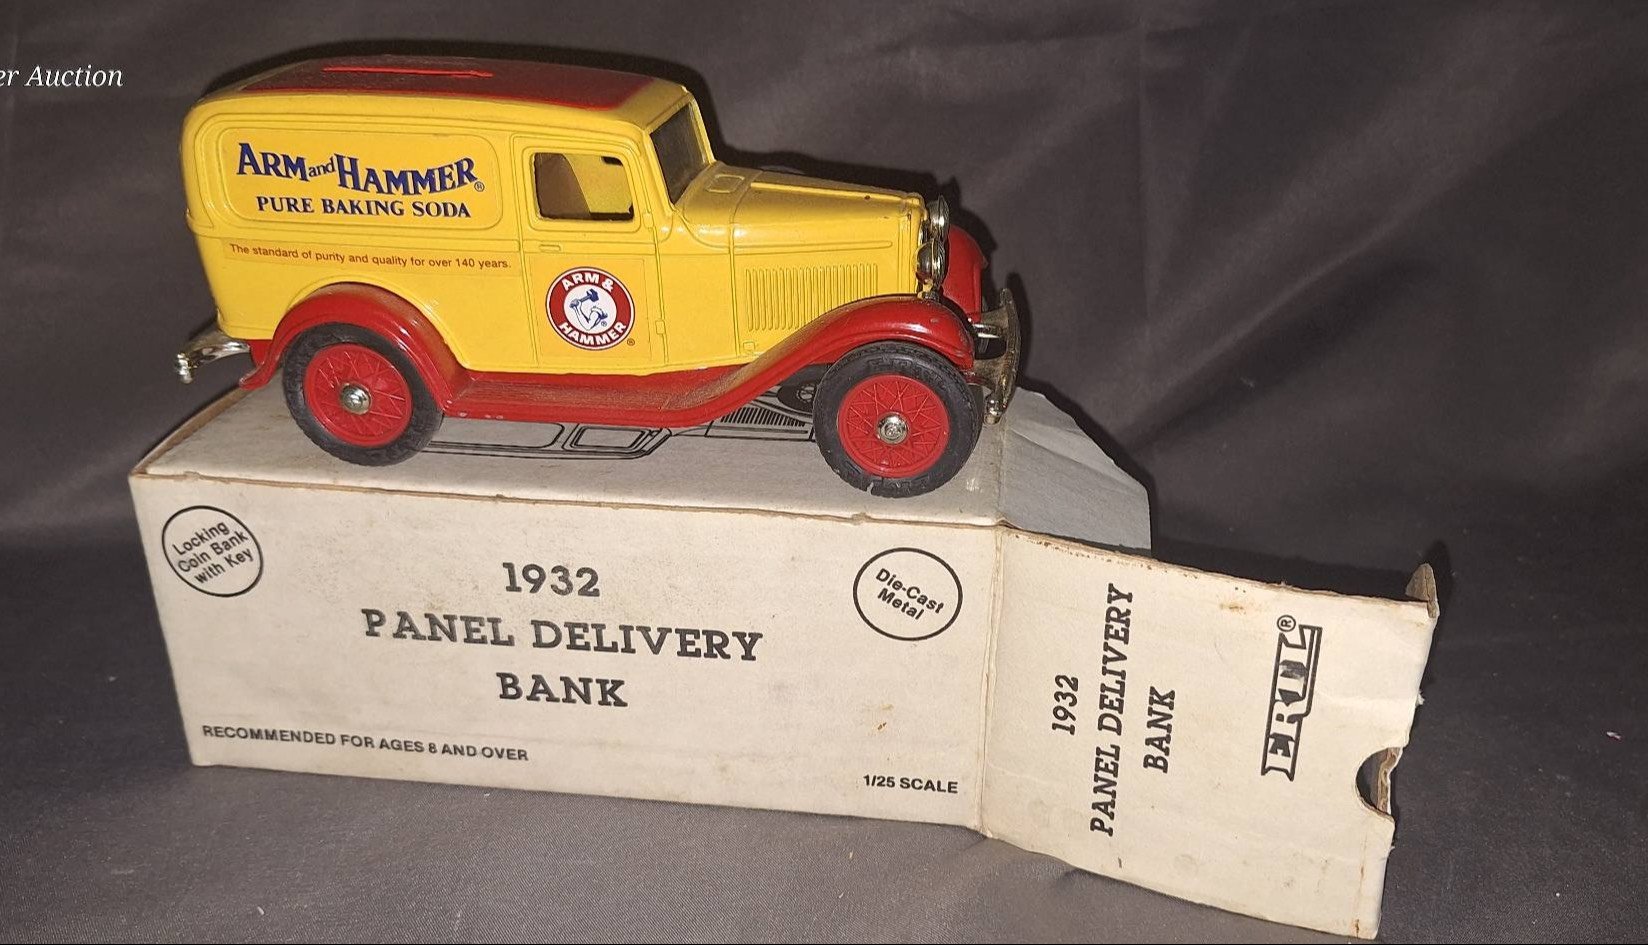 er Auction
ARM and HAMMER®
PURE BAKING SODA
The standard of purity and quality for over 140 years.
ARM &
HAMMER
®
Locking
Coin Bank
with Key
1932
PANEL DELIVERY
BANK
Die-Cast
Metal
RECOMMENDED FOR AGES 8 AND OVER
1/25 SCALE
1932
PANEL DELIVERY
BANK
ERTL®